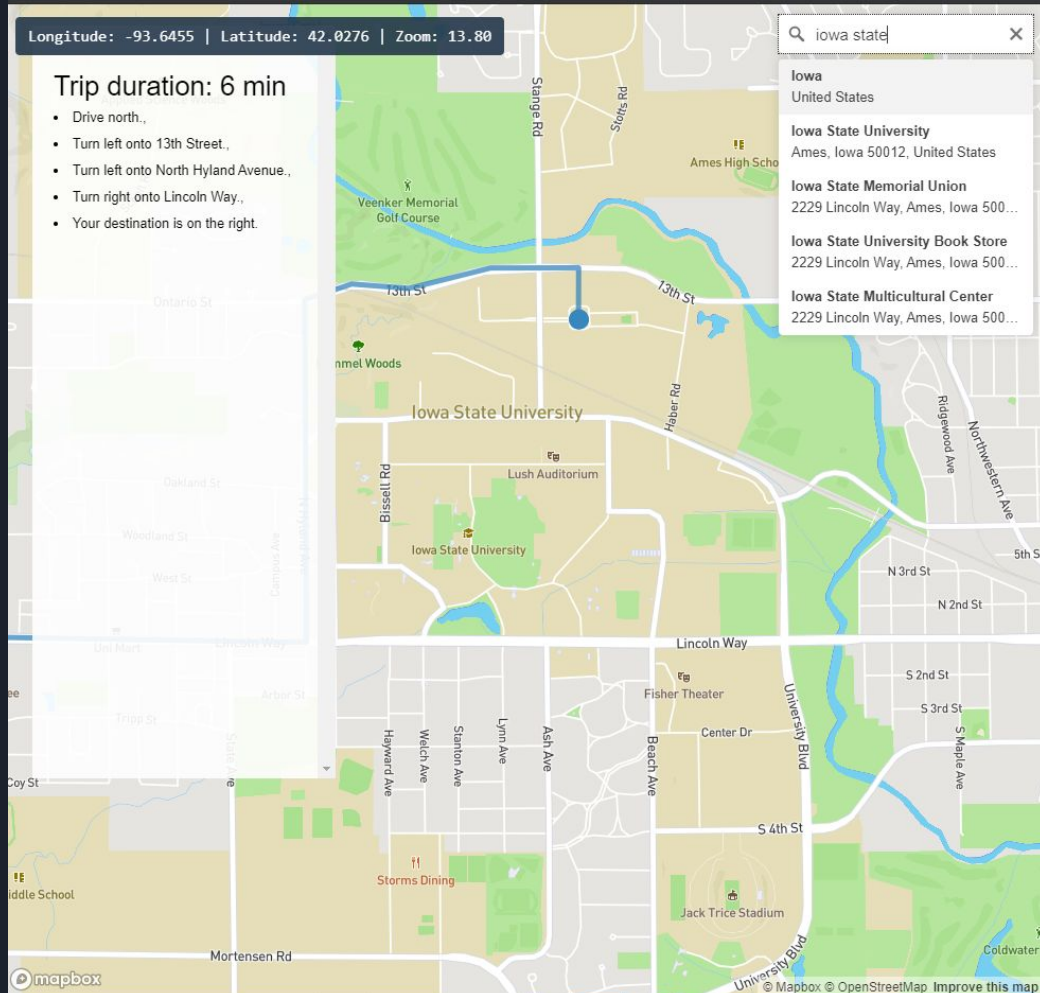 Longitude: -93.6455 | Latitude: 42.0276 | Zoom: 13.80
iowa state
Iowa
United States
Iowa State University
Ames, Iowa 50012, United States
Iowa State Memorial Union
2229 Lincoln Way, Ames, Iowa 500...
Iowa State University Book Store
2229 Lincoln Way, Ames, Iowa 500...
Iowa State Multicultural Center
2229 Lincoln Way, Ames, Iowa 500...
Trip duration: 6 min
• Drive north.,
• Turn left onto 13th Street.,
• Turn left onto North Hyland Avenue.,
• Turn right onto Lincoln Way.,
• Your destination is on the right.
Stange Rd
Stotts Rd
Ames High Scho
Veenker Memorial
Golf Course
13th St
13th St
Ontario St
mmel Woods
Iowa State University
Haber Rd
Ridgewood Ave
Northwestern Ave
Bissell Rd
Lush Auditorium
Oakland St
Iowa State University
Woodland St
Campus Ave
N Hyland Ave
West St
5th S
N 3rd St
N 2nd St
Uni Mart
Lincoln Way
Lincoln Way
ee
Arbor St
Tripp St
State Ave
Fisher Theater
S 2nd St
S 3rd St
Center Dr
University Blvd
S Maple Ave
Hayward Ave
Welch Ave
Stanton Ave
Lynn Ave
Ash Ave
Beach Ave
Coy St
S 4th St
iddle School
Storms Dining
Jack Trice Stadium
Mortensen Rd
University Blvd
Coldwater
mapbox
© Mapbox © OpenStreetMap Improve this map